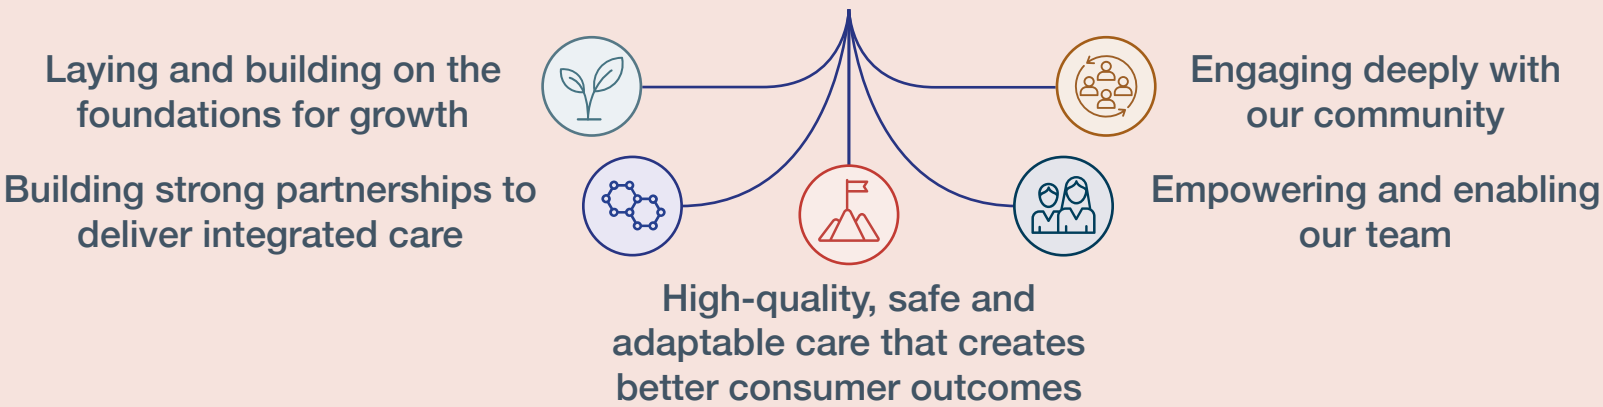 Laying and building on the
foundations for growth
Engaging deeply with
our community
Building strong partnerships to
deliver integrated care
Empowering and enabling
our team
High-quality, safe and
adaptable care that creates
better consumer outcomes